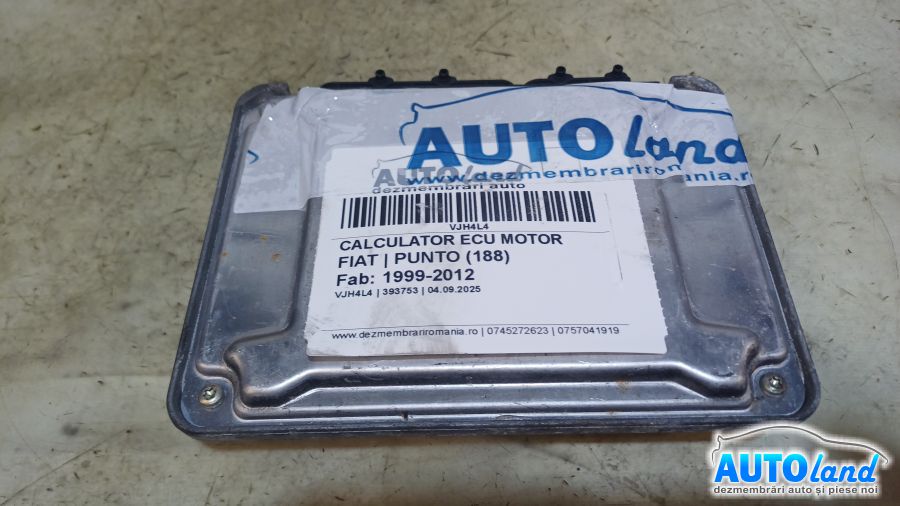 AUTOland
www.dezmembrariromania.ro
dezmembrari auto
VJH4L4
CALCULATOR ECU MOTOR
FIAT | PUNTO (188)
Fab: 1999-2012
VJH4L4 | 393753 | 04.09.2025
www.dezmembrariromania.ro | 0745272623 | 0757041919
AUTOland
dezmembrări auto și piese noi